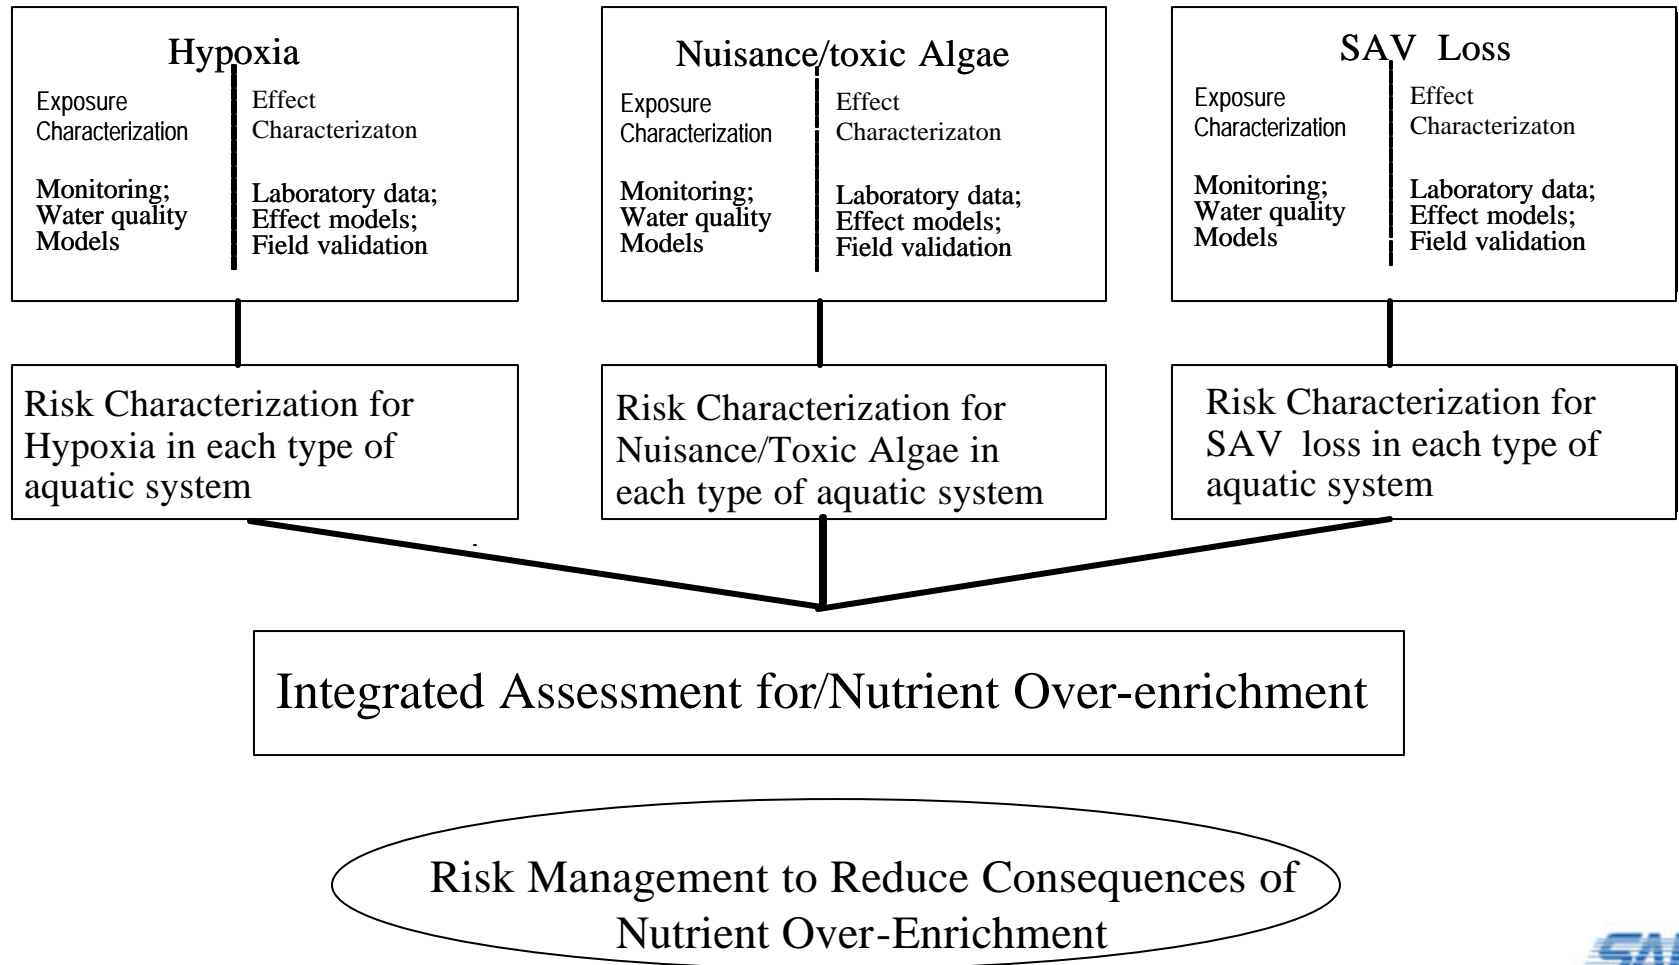 Hypoxia
Exposure
Characterization
Monitoring;
Water quality
Models
Effect
Characterizaton
Laboratory data;
Effect models;
Field validation
Nuisance/toxic Algae
Exposure
Characterization
Monitoring;
Water quality
Models
Effect
Characterizaton
Laboratory data;
Effect models;
Field validation
SAV Loss
Exposure
Characterization
Monitoring;
Water quality
Models
Effect
Characterizaton
Laboratory data;
Effect models;
Field validation
Risk Characterization for
Hypoxia in each type of
aquatic system
Risk Characterization for
Nuisance/Toxic Algae in
each type of aquatic system
Risk Characterization for
SAV loss in each type of
aquatic system
Integrated Assessment for/Nutrient Over-enrichment
Risk Management to Reduce Consequences of
Nutrient Over-Enrichment